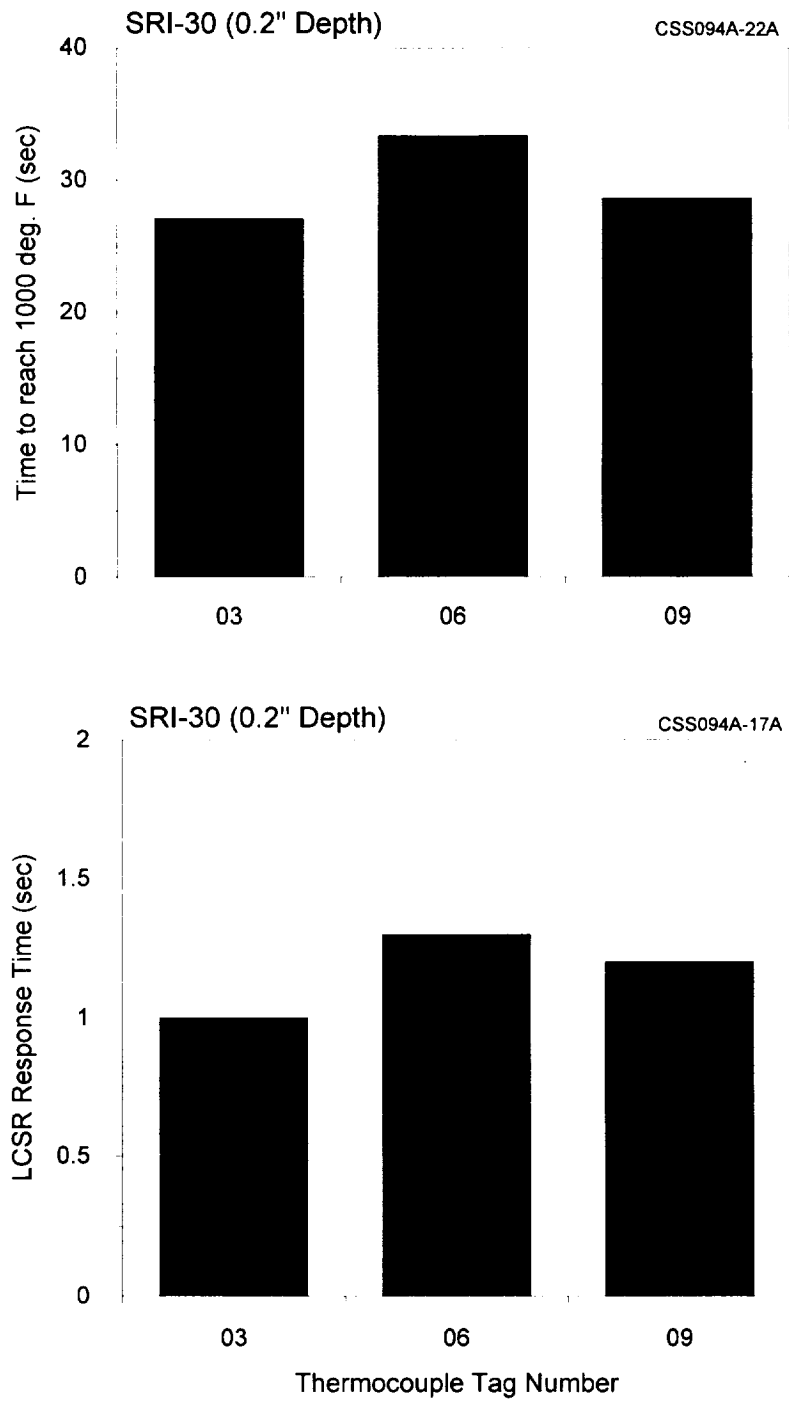 SRI-30 (0.2" Depth) CSS094A-22A
Time to reach 1000 deg. F (sec)
40
30
20
10
0
03 06 09
SRI-30 (0.2" Depth) CSS094A-17A
LCSR Response Time (sec)
2
1.5
1
0.5
0
03 06 09
Thermocouple Tag Number